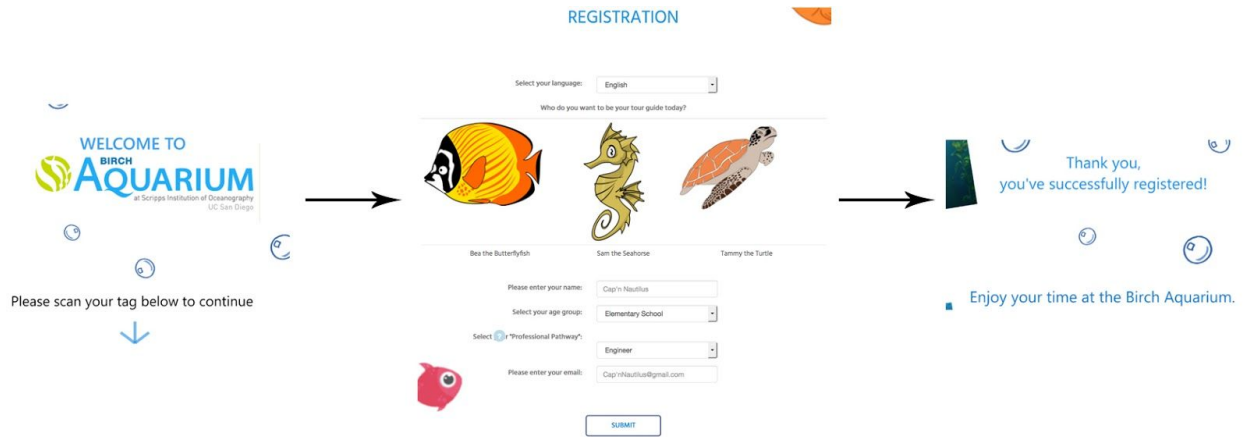 WELCOME TO
BIRCH
AQUARIUM
at Scripps Institution of Oceanography
UC San Diego
Please scan your tag below to continue
REGISTRATION
Select your language:
English
Who do you want to be your tour guide today?
Bea the Butterflyfish
Sam the Seahorse
Tammy the Turtle
Please enter your name:
Cap'n Nautilus
Select your age group:
Elementary School
Select r "Professional Pathway":
Engineer
Please enter your email:
Cap'nNautilus@gmail.com
SUBMIT
Thank you,
you've successfully registered!
Enjoy your time at the Birch Aquarium.